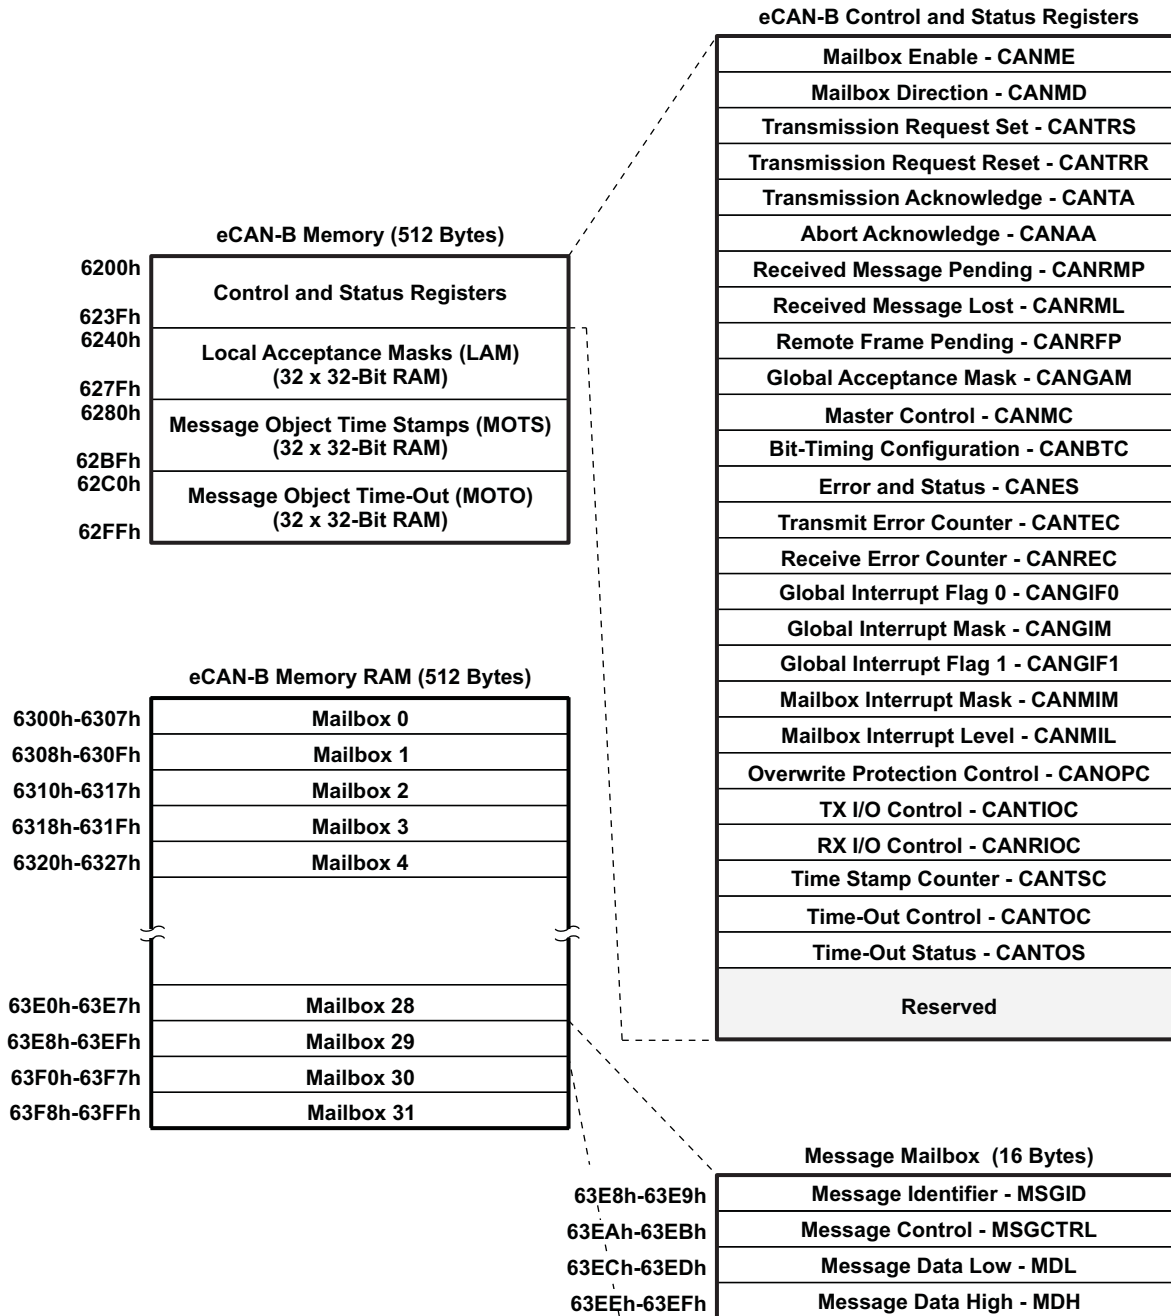 eCAN-B Control and Status Registers
Mailbox Enable - CANME
Mailbox Direction - CANMD
Transmission Request Set - CANTRS
Transmission Request Reset - CANTRR
Transmission Acknowledge - CANTA
Abort Acknowledge - CANAA
Received Message Pending - CANRMP
Received Message Lost - CANRML
Remote Frame Pending - CANRFP
Global Acceptance Mask - CANGAM
Master Control - CANMC
Bit-Timing Configuration - CANBTC
Error and Status - CANES
Transmit Error Counter - CANTEC
Receive Error Counter - CANREC
Global Interrupt Flag 0 - CANGIF0
Global Interrupt Mask - CANGIM
Global Interrupt Flag 1 - CANGIF1
Mailbox Interrupt Mask - CANMIM
Mailbox Interrupt Level - CANMIL
Overwrite Protection Control - CANOPC
TX I/O Control - CANTIOC
RX I/O Control - CANRIOC
Time Stamp Counter - CANTSC
Time-Out Control - CANTOC
Time-Out Status - CANTOS
Reserved
eCAN-B Memory (512 Bytes)
6200h
Control and Status Registers
623Fh
6240h
Local Acceptance Masks (LAM)
(32 x 32-Bit RAM)
627Fh
6280h
Message Object Time Stamps (MOTS)
(32 x 32-Bit RAM)
62BFh
62C0h
Message Object Time-Out (MOTO)
(32 x 32-Bit RAM)
62FFh
eCAN-B Memory RAM (512 Bytes)
6300h-6307h Mailbox 0
6308h-630Fh Mailbox 1
6310h-6317h Mailbox 2
6318h-631Fh Mailbox 3
6320h-6327h Mailbox 4
63E0h-63E7h Mailbox 28
63E8h-63EFh Mailbox 29
63F0h-63F7h Mailbox 30
63F8h-63FFh Mailbox 31
Message Mailbox (16 Bytes)
63E8h-63E9h Message Identifier - MSGID
63EAh-63EBh Message Control - MSGCTRL
63ECh-63EDh Message Data Low - MDL
63EEh-63EFh Message Data High - MDH